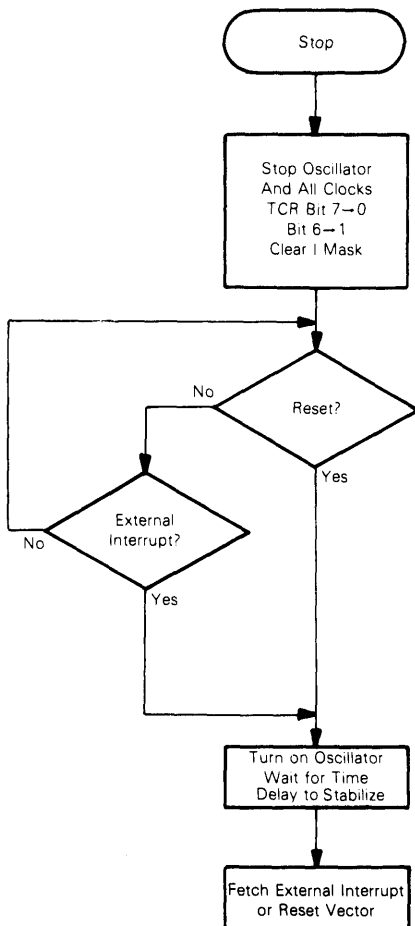 Stop
Stop Oscillator
And All Clocks
TCR Bit 7→0
Bit 6→1
Clear I Mask
No
Reset?
Yes
External
Interrupt?
No
Yes
Turn on Oscillator
Wait for Time
Delay to Stabilize
Fetch External Interrupt
or Reset Vector